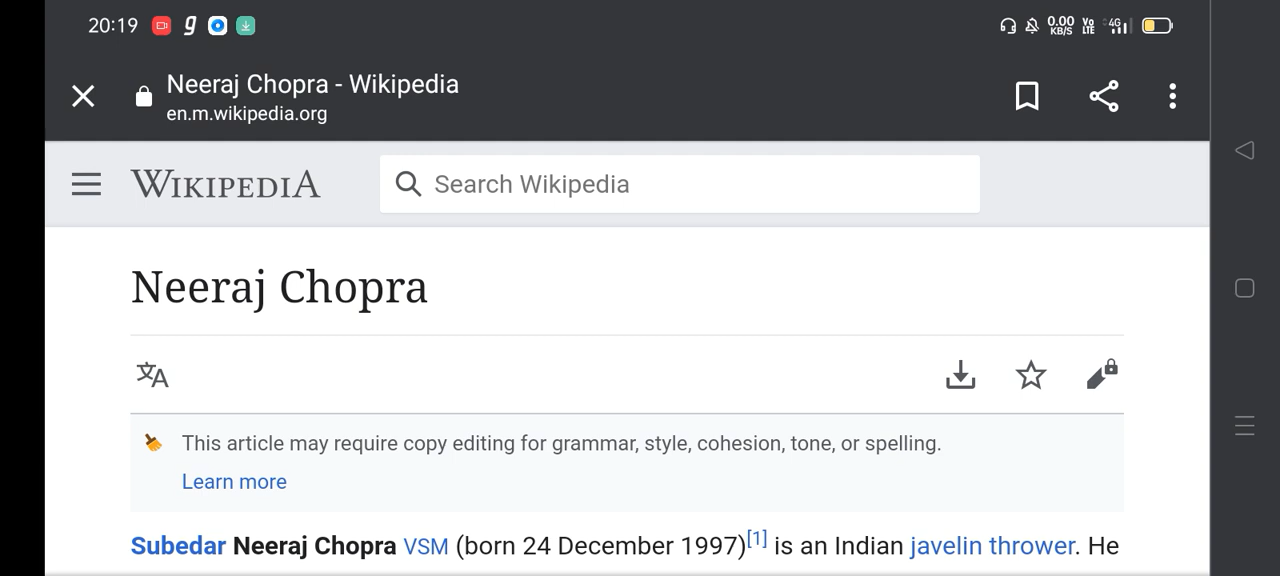 20:19 g 0.00 KB/S Vo LTE 4G
Neeraj Chopra - Wikipedia
en.m.wikipedia.org
WIKIPEDIA Search Wikipedia
Neeraj Chopra
文A
This article may require copy editing for grammar, style, cohesion, tone, or spelling.
Learn more
Subedar Neeraj Chopra VSM (born 24 December 1997)[1] is an Indian javelin thrower. He